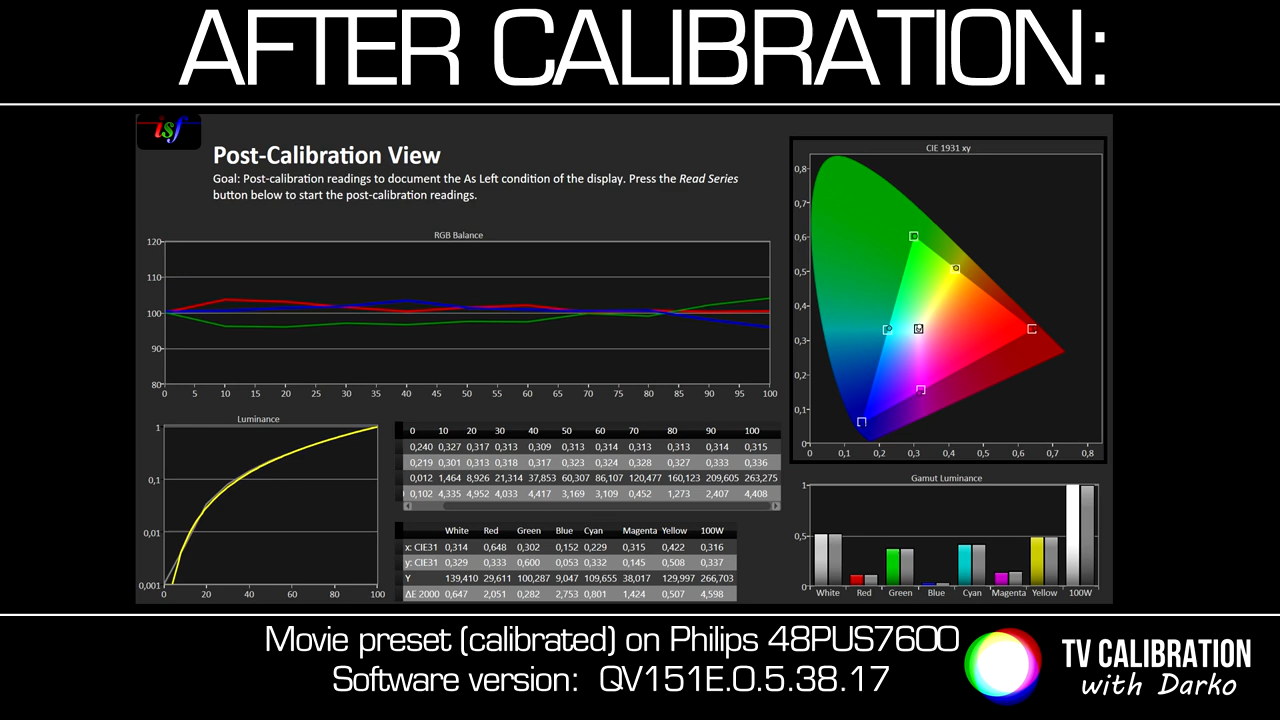 AFTER CALIBRATION:
isf
Post-Calibration View
Goal: Post-calibration readings to document the As Left condition of the display. Press the Read Series
button below to start the post-calibration readings.
RGB Balance
120
110
100
90
80
0 5 10 15 20 25 30 35 40 45 50 55 60 65 70 75 80 85 90 95 100
CIE 1931 xy
0,8
0,7
0,6
0,5
0,4
0,3
0,2
0,1
0
0 0,1 0,2 0,3 0,4 0,5 0,6 0,7 0,8
Luminance
1
0,1
0,01
0,001
0 20 40 60 80 100
0 10 20 30 40 50 60 70 80 90 100
0,240 0,327 0,317 0,313 0,309 0,313 0,314 0,313 0,313 0,314 0,315
0,219 0,301 0,313 0,318 0,317 0,323 0,324 0,328 0,327 0,333 0,336
0,012 1,464 8,926 21,314 37,853 60,307 86,107 120,477 160,123 209,605 263,275
0,102 4,335 4,952 4,033 4,417 3,169 3,109 0,452 1,273 2,407 4,408
White Red Green Blue Cyan Magenta Yellow 100W
x: CIE31 0,314 0,648 0,302 0,152 0,229 0,315 0,422 0,316
y: CIE31 0,329 0,333 0,600 0,053 0,332 0,145 0,508 0,337
Y 139,410 29,611 100,287 9,047 109,655 38,017 129,997 266,703
ΔE 2000 0,647 2,051 0,282 2,753 0,801 1,424 0,507 4,598
Gamut Luminance
1
0,5
0
White Red Green Blue Cyan Magenta Yellow 100W
Movie preset (calibrated) on Philips 48PUS7600
Software version: QV151E.0.5.38.17
TV CALIBRATION
with Darko